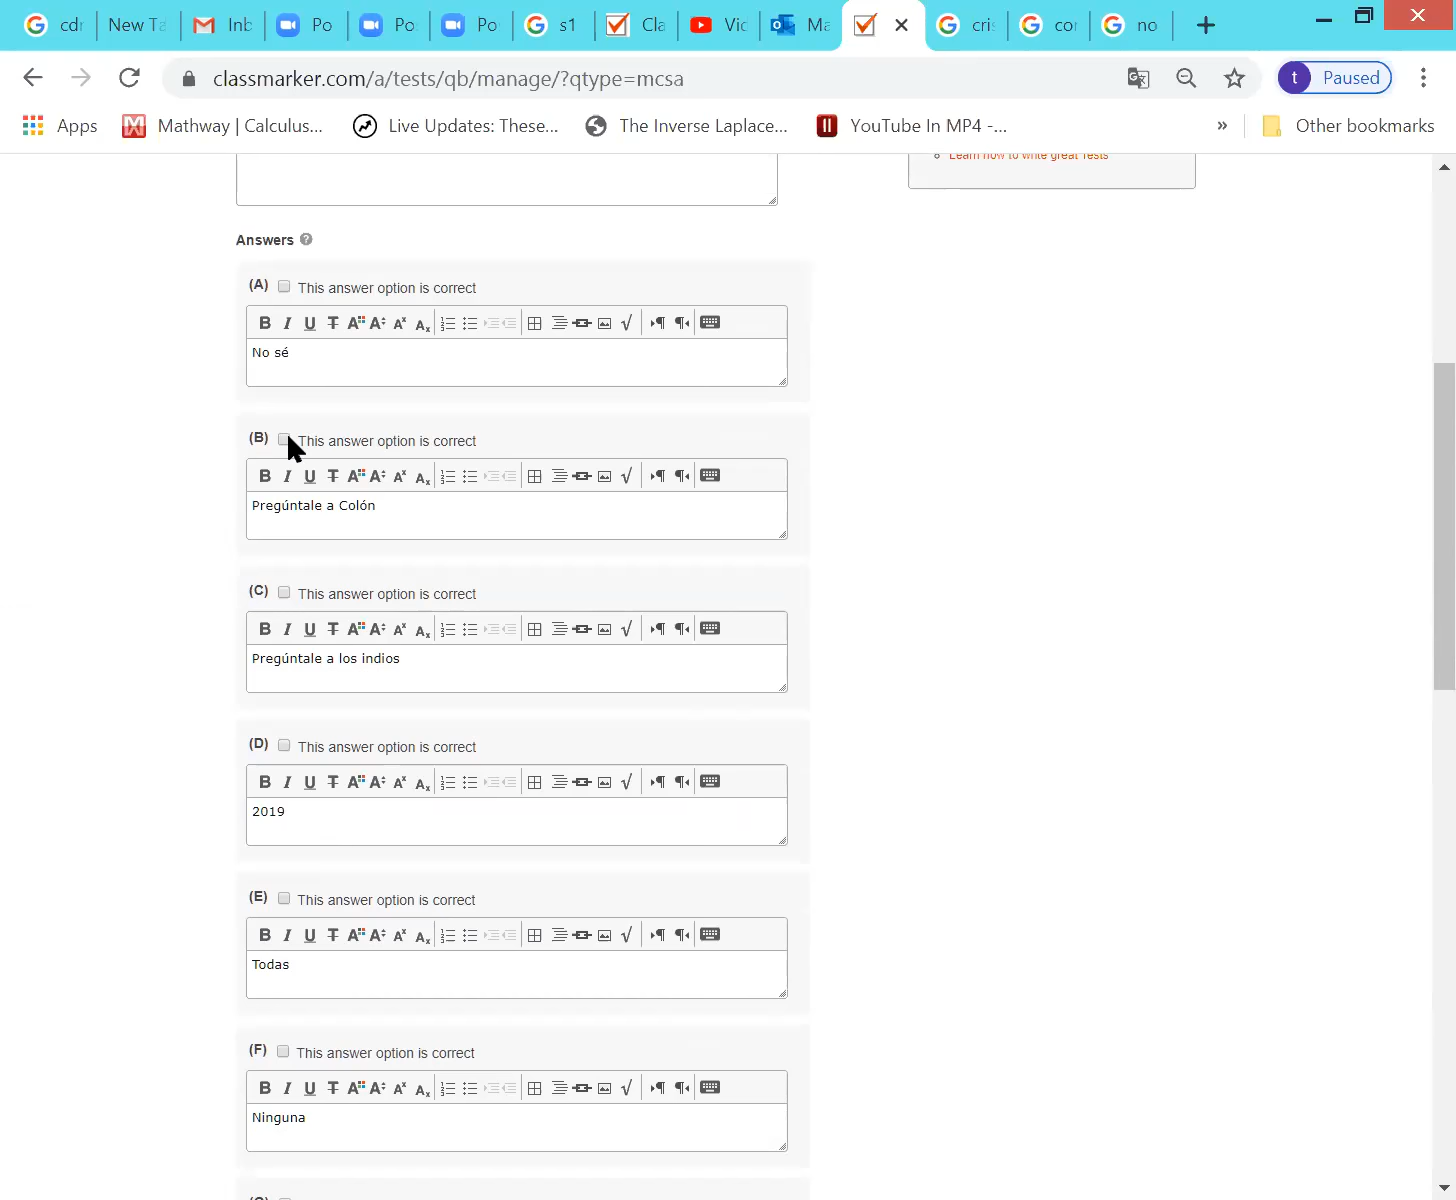 cdr
New Ta
Inb
Po
Po
Po
s1
Cla
Vic
Ma
cris
cor
no
classmarker.com/a/tests/qb/manage/?qtype=mcsa
t
Paused
Apps
Mathway | Calculus...
Live Updates: These...
The Inverse Laplace...
YouTube In MP4 -...
»
Other bookmarks
Learn how to write great Tests
Answers ?
(A) This answer option is correct
No sé
(B) This answer option is correct
Pregúntale a Colón
(C) This answer option is correct
Pregúntale a los indios
(D) This answer option is correct
2019
(E) This answer option is correct
Todas
(F) This answer option is correct
Ninguna